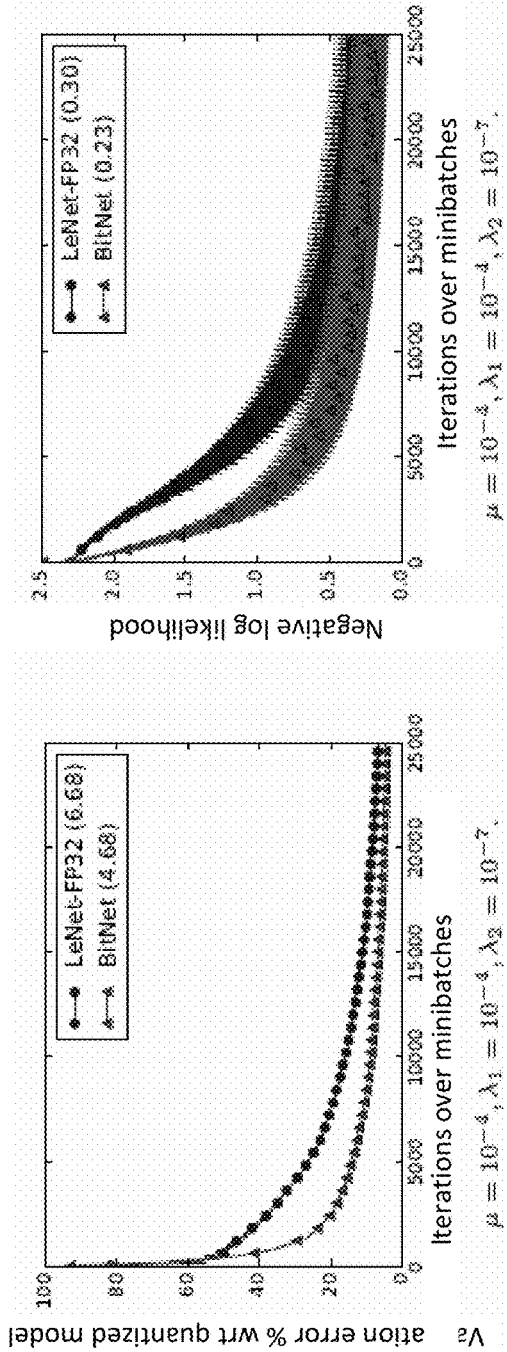 Va
ation error % wrt quantized model
100
80
60
40
20
0
LeNet-FP32 (6.68)
BitNet (4.68)
0
5000
10000
15000
20000
25000
Iterations over minibatches
μ = 10⁻⁴, λ₁ = 10⁻⁴, λ₂ = 10⁻⁷.
Negative log likelihood
2.5
2.0
1.5
1.0
0.5
0.0
LeNet-FP32 (0.30)
BitNet (0.23)
0
5000
10000
15000
20000
25000
Iterations over minibatches
μ = 10⁻⁴, λ₁ = 10⁻⁴, λ₂ = 10⁻⁷.